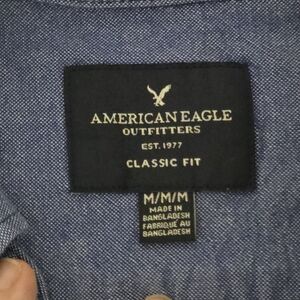 AMERICAN EAGLE
OUTFITTERS
EST. 1977
CLASSIC FIT
M/M/M
MADE IN
BANGLADESH
FABRIQUÉ AU
BANGLADESH